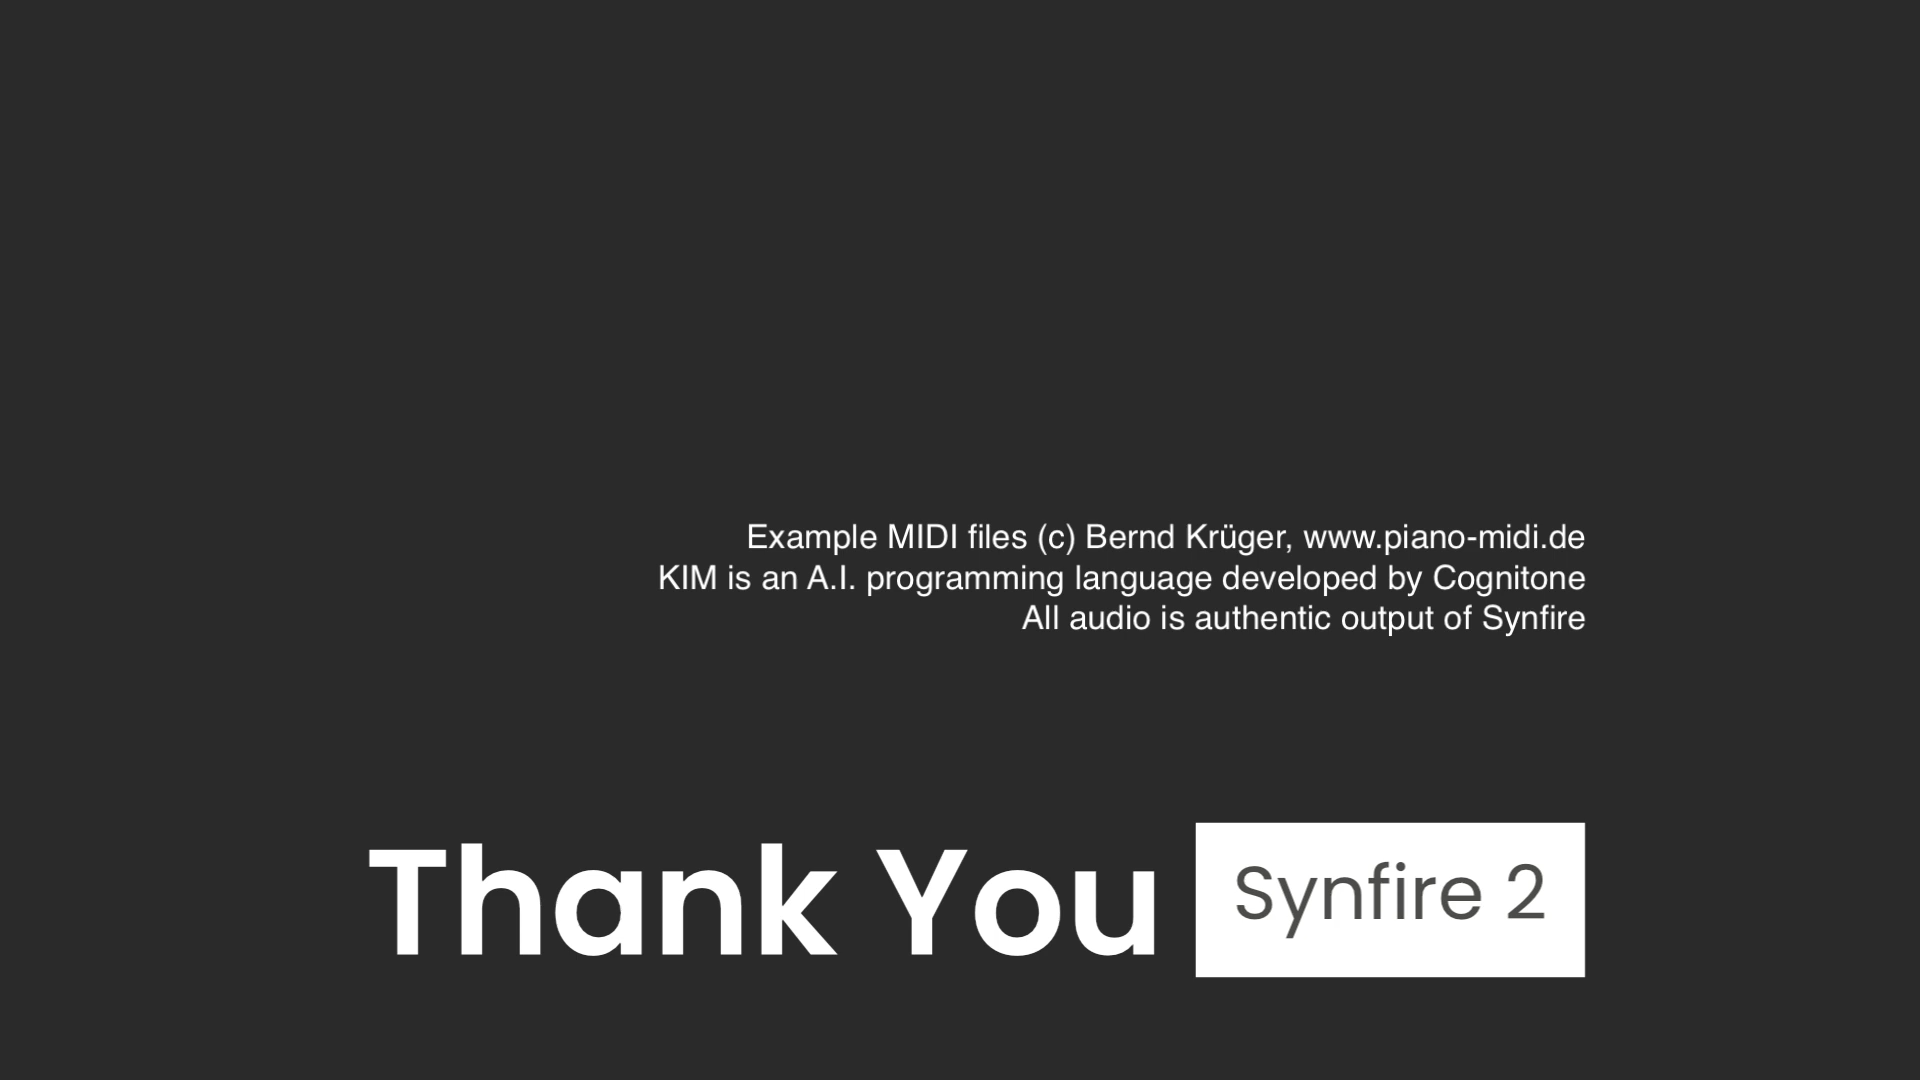 Example MIDI files (c) Bernd Krüger, www.piano-midi.de
KIM is an A.I. programming language developed by Cognitone
All audio is authentic output of Synfire
Thank You Synfire 2